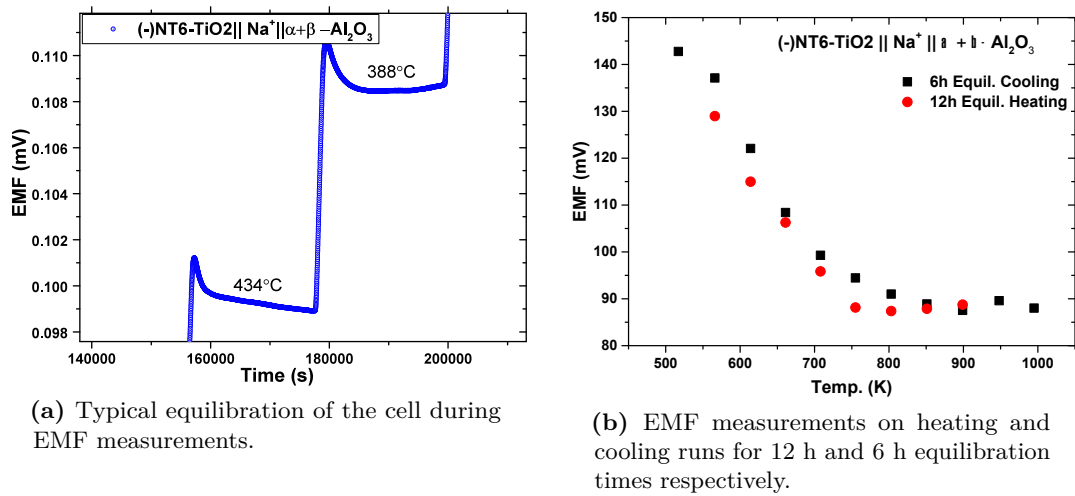 (-)NT6-TiO2|| Na⁺||α+β –Al₂O₃
0.110
0.108
0.106
0.104
0.102
0.100
0.098
EMF (mV)
388°C
434°C
140000 160000 180000 200000
Time (s)
(a) Typical equilibration of the cell during
EMF measurements.
150
140
130
120
110
100
90
80
EMF (mV)
(-)NT6-TiO2 || Na⁺ || + · Al₂O₃
6h Equil. Cooling
12h Equil. Heating
500 600 700 800 900 1000
Temp. (K)
(b) EMF measurements on heating and
cooling runs for 12 h and 6 h equilibration
times respectively.